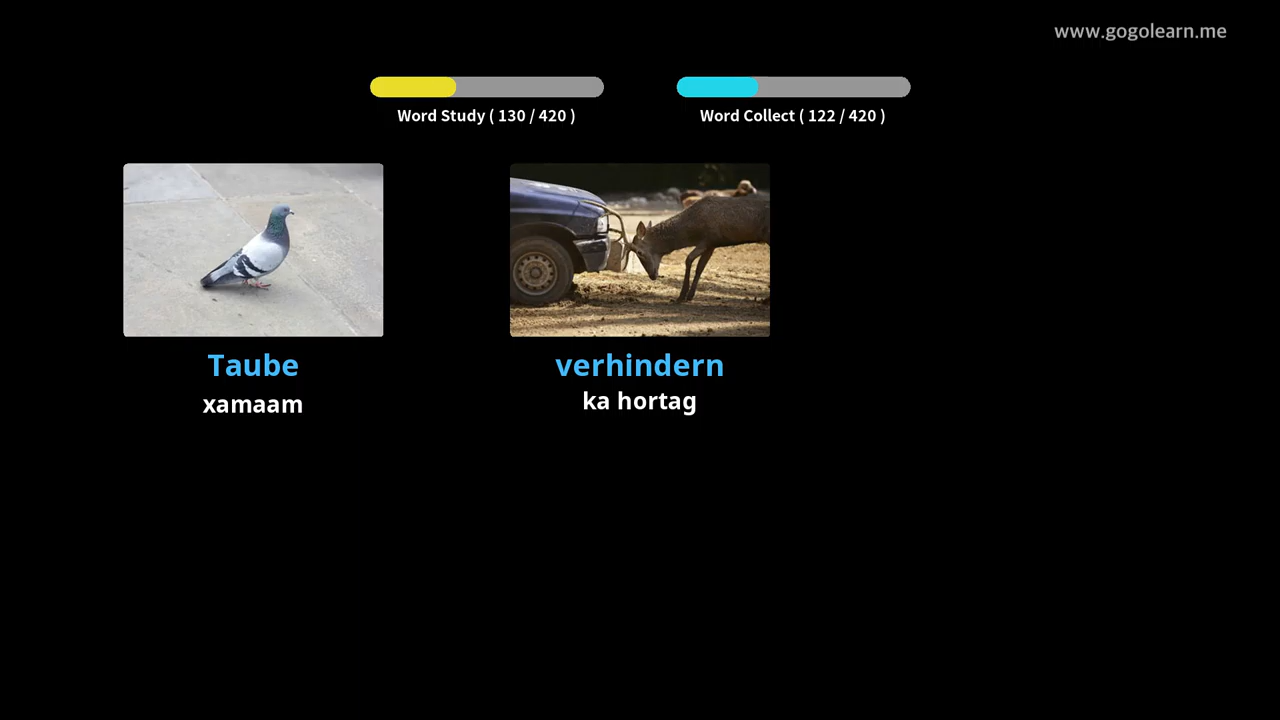 www.gogolearn.me
Word Study ( 130 / 420 )
Word Collect ( 122 / 420 )
Taube
xamaam
verhindern
ka hortag